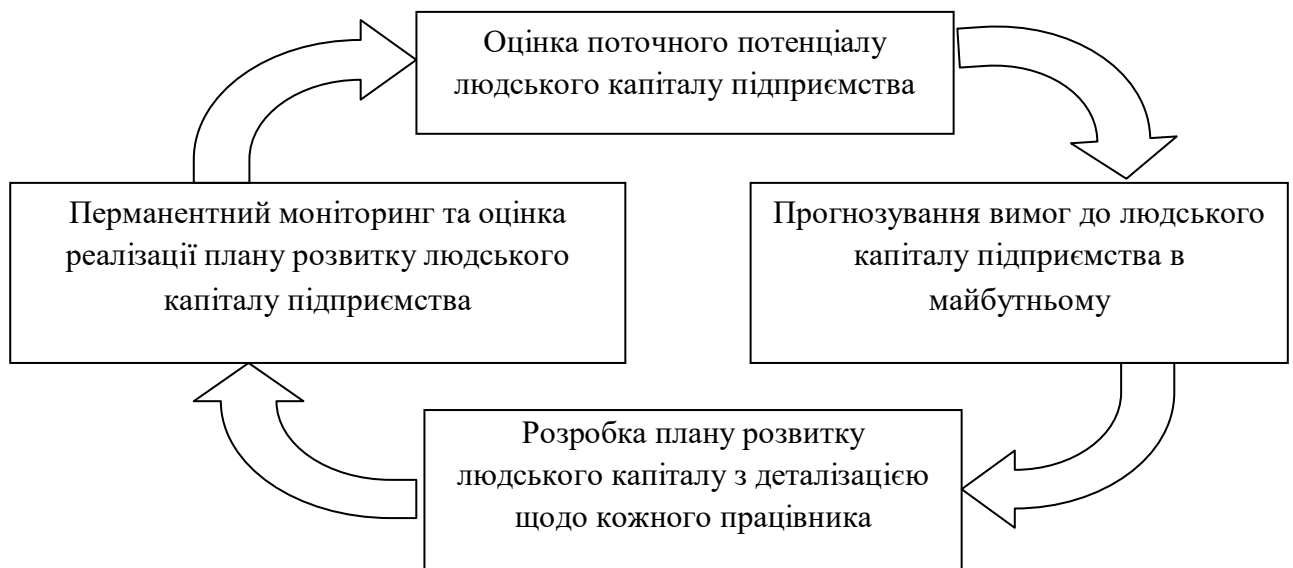 Оцінка поточного потенціалу
людського капіталу підприємства
Перманентний моніторинг та оцінка
реалізації плану розвитку людського
капіталу підприємства
Прогнозування вимог до людського
капіталу підприємства в
майбутньому
Розробка плану розвитку
людського капіталу з деталізацією
щодо кожного працівника